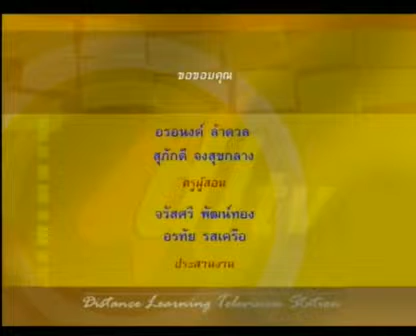 ขอขอบคุณ
อรอนงค์ ลำดวล
สุภักดี จงสุขกลาง
ครูผู้สอน
จวัสศวี พัฒน์ทอง
อรทัย รสเครือ
ประสานงาน
Distance Learning Television Station